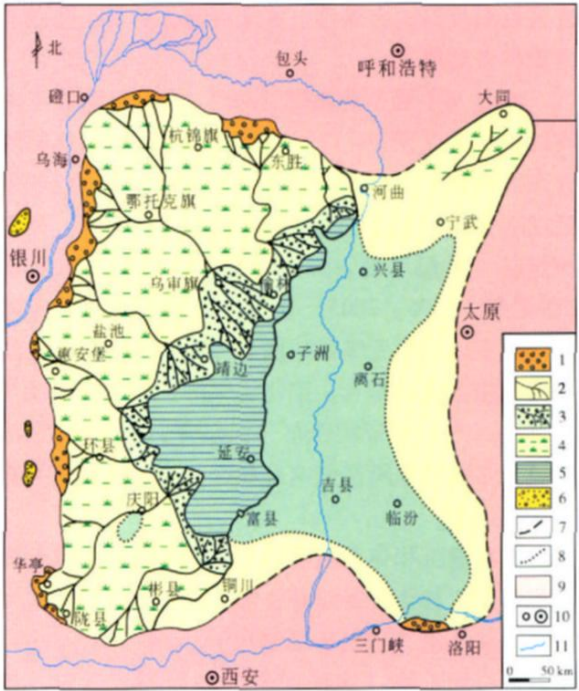 北
包头
呼和浩特
磴口
大同
杭锦旗
乌海
东胜
河曲
鄂托克旗
宁武
银川
兴县
乌审旗
榆林
太原
盐池
惠安堡
子洲
靖边
离石
环县
延安
庆阳
吉县
富县
临汾
华亭
彬县
铜川
陇县
三门峡
洛阳
西安
1
2
3
4
5
6
7
8
9
10
11
0 50 km